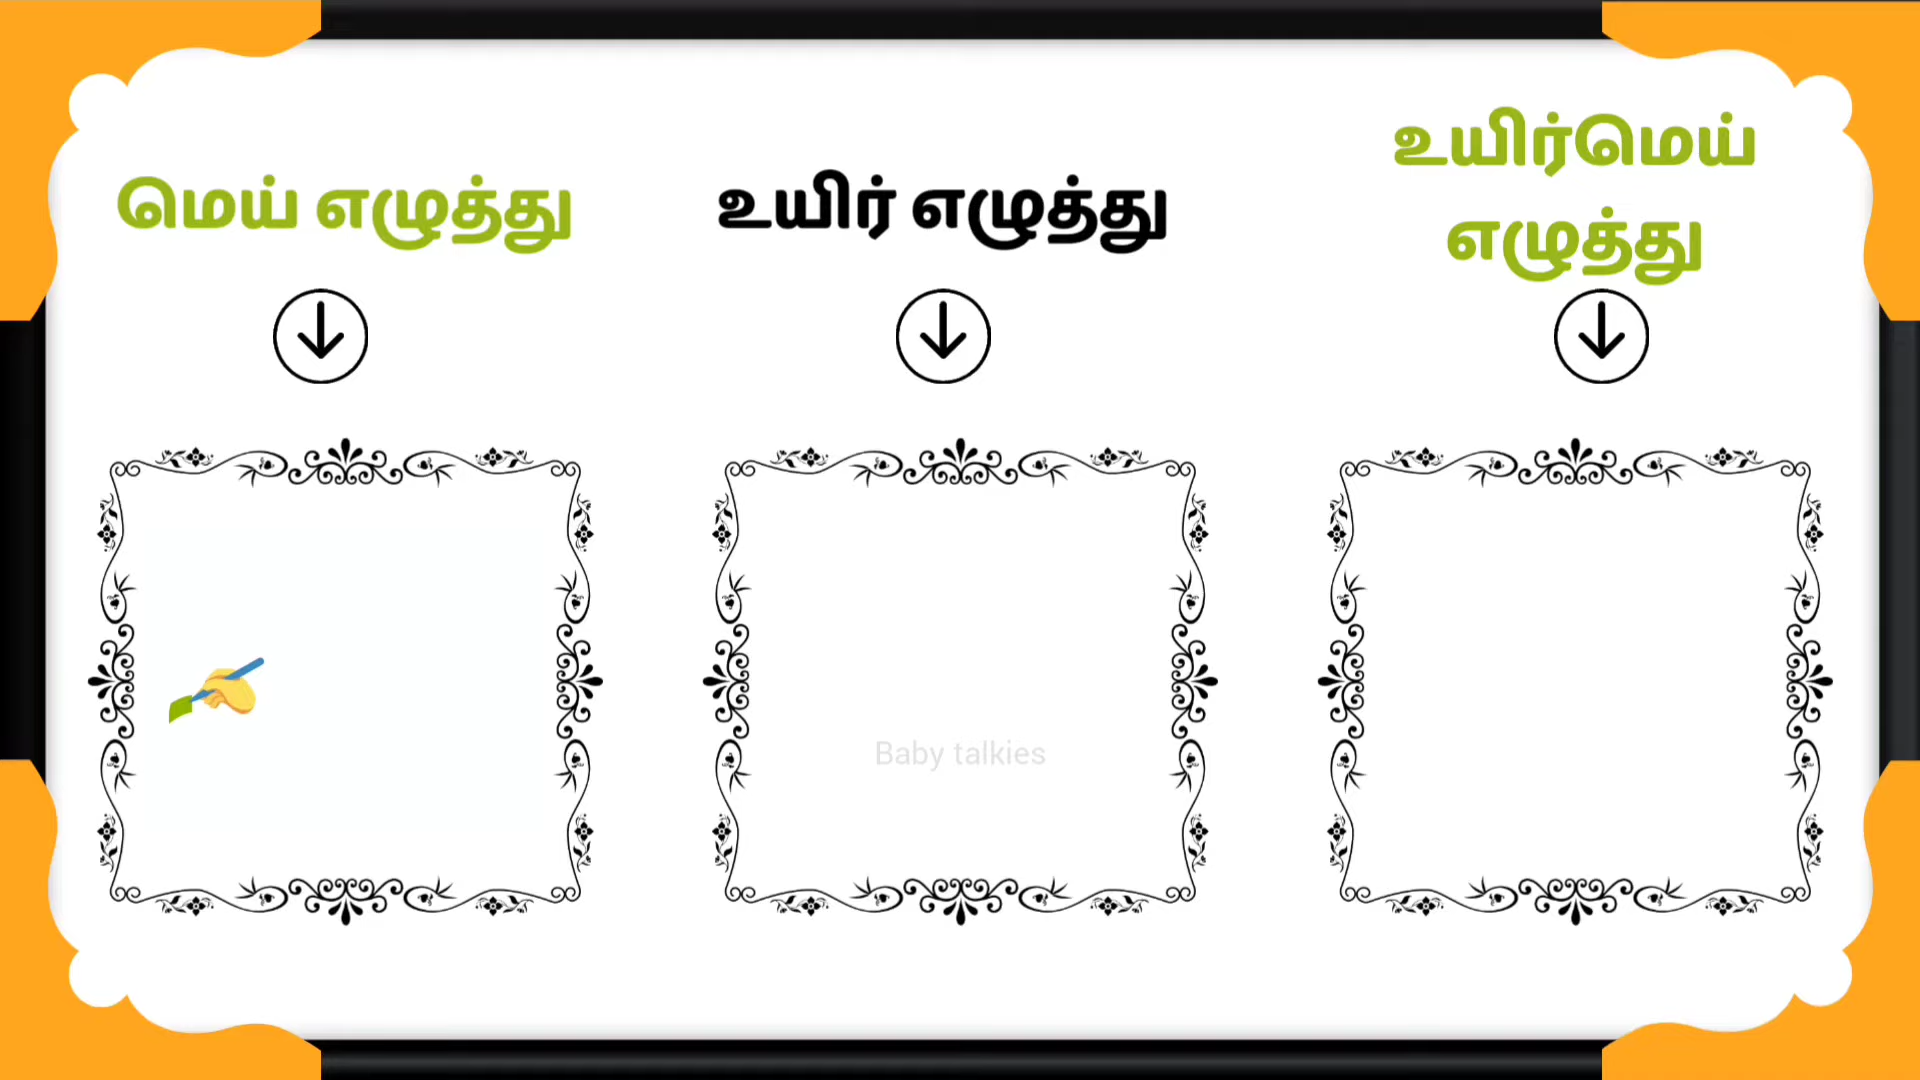 மெய் எழுத்து
உயிர் எழுத்து
உயிர்மெய்
எழுத்து
Baby talkies